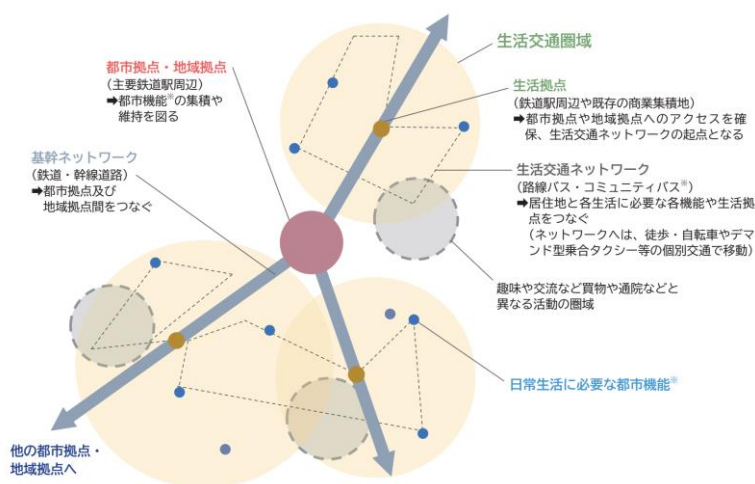 生活交通圏域
都市拠点・地域拠点
(主要鉄道駅周辺)
➡都市機能※の集積や
維持を図る
生活拠点
(鉄道駅周辺や既存の商業集積地)
➡都市拠点や地域拠点へのアクセスを確
保、生活交通ネットワークの起点となる
基幹ネットワーク
(鉄道・幹線道路)
➡都市拠点及び
地域拠点間をつなぐ
生活交通ネットワーク
(路線バス・コミュニティバス※)
➡居住地と各生活に必要な各機能や生活拠
点をつなぐ
(ネットワークへは、徒歩・自転車やデマ
ンド型乗合タクシー等の個別交通で移動)
趣味や交流など買物や通院などと
異なる活動の圏域
日常生活に必要な都市機能※
他の都市拠点・
地域拠点へ